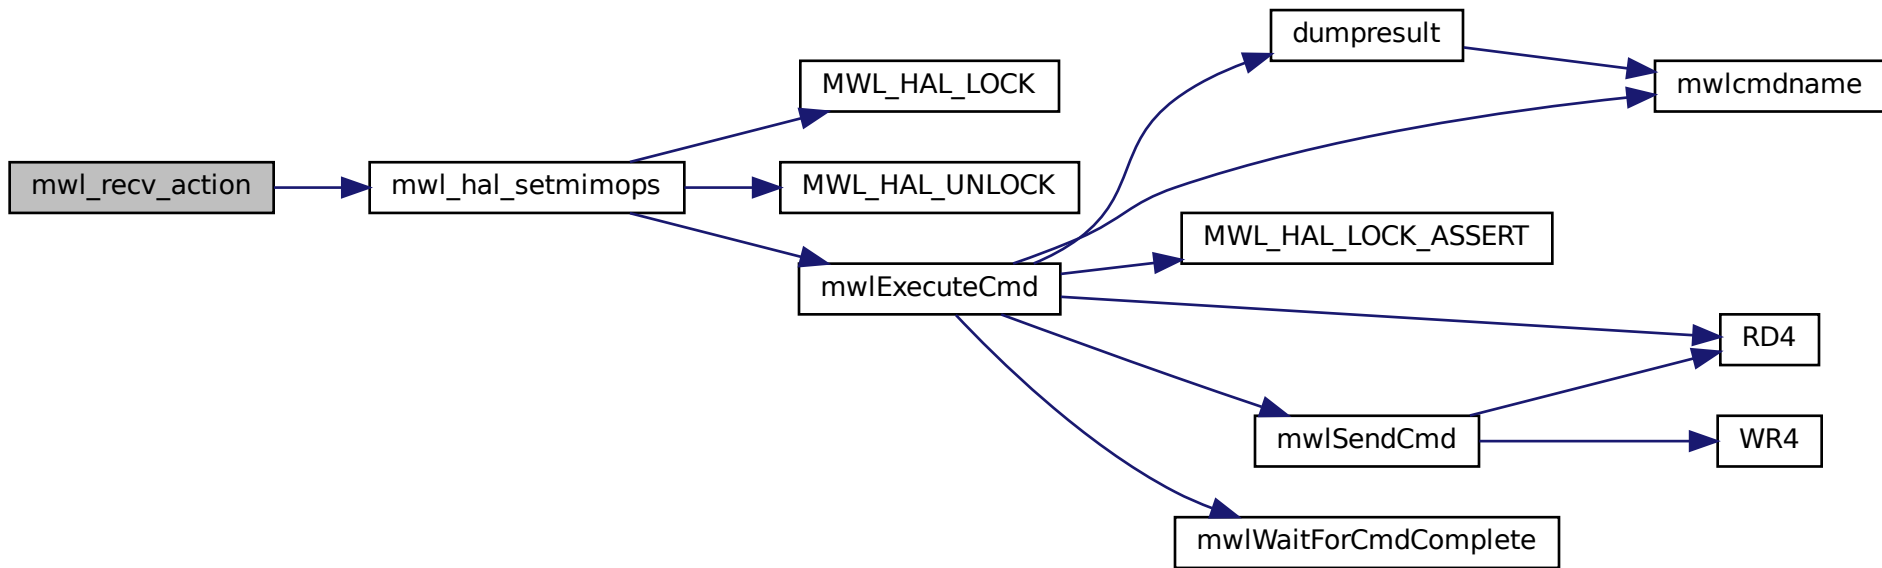 dumpresult
MWL_HAL_LOCK
mwlcmdname
mwl_recv_action
mwl_hal_setmimops
MWL_HAL_UNLOCK
MWL_HAL_LOCK_ASSERT
mwlExecuteCmd
RD4
mwlSendCmd
WR4
mwlWaitForCmdComplete